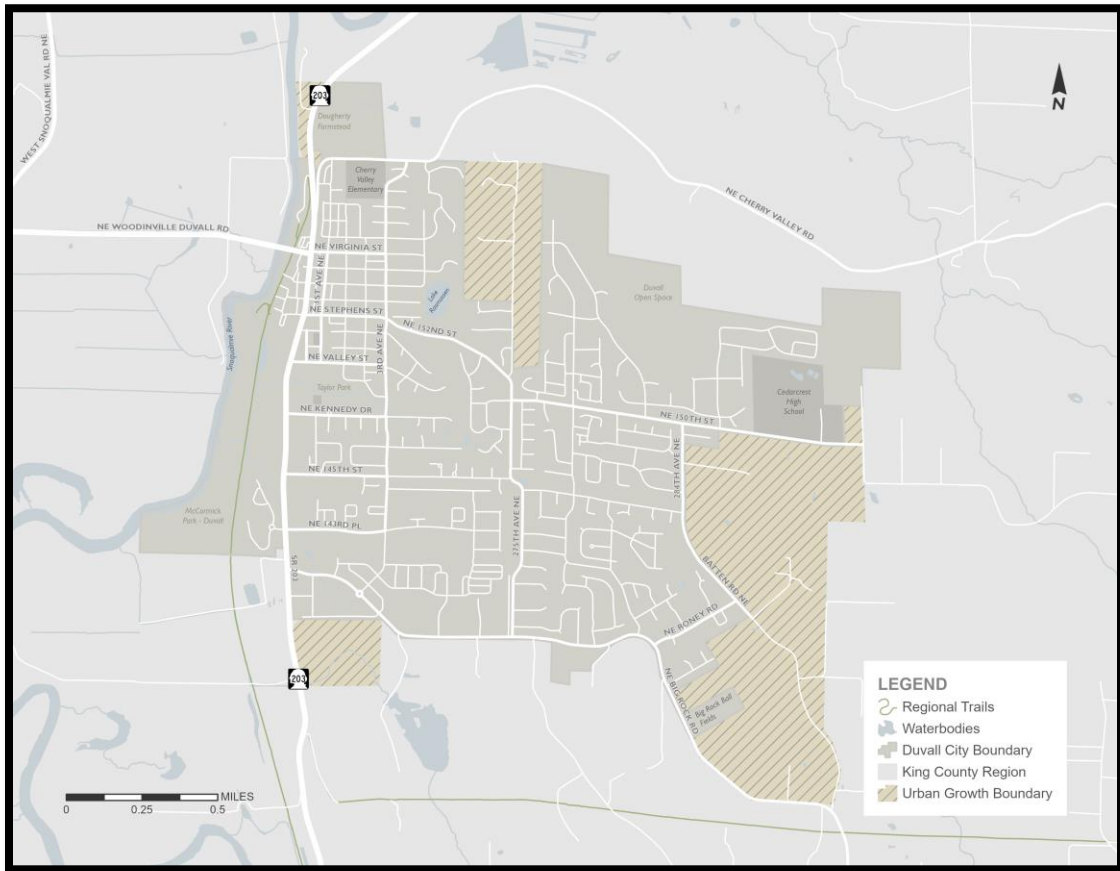 WEST SNOQUALMIE VAL RD NE
203
Dougherty
Farmstead
N
Cherry
Valley
Elementary
NE CHERRY VALLEY RD
NE WOODINVILLE DUVALL RD
NE VIRGINIA ST
1ST AVE NE
Lake
Rasmussen
Duvall
Open Space
NE STEPHENS ST
NE 152ND ST
Snoqualmie River
3RD AVE NE
NE VALLEY ST
Taylor Park
Cedarcrest
High
School
NE KENNEDY DR
NE 150TH ST
NE 145TH ST
284TH AVE NE
McCormick
Park - Duvall
NE 143RD PL
275TH AVE NE
SR 203
BATTEN RD NE
NE RONEY RD
203
NE BIG ROCK RD
Big Rock Ball
Fields
LEGEND
Regional Trails
Waterbodies
Duvall City Boundary
King County Region
Urban Growth Boundary
MILES
0 0.25 0.5